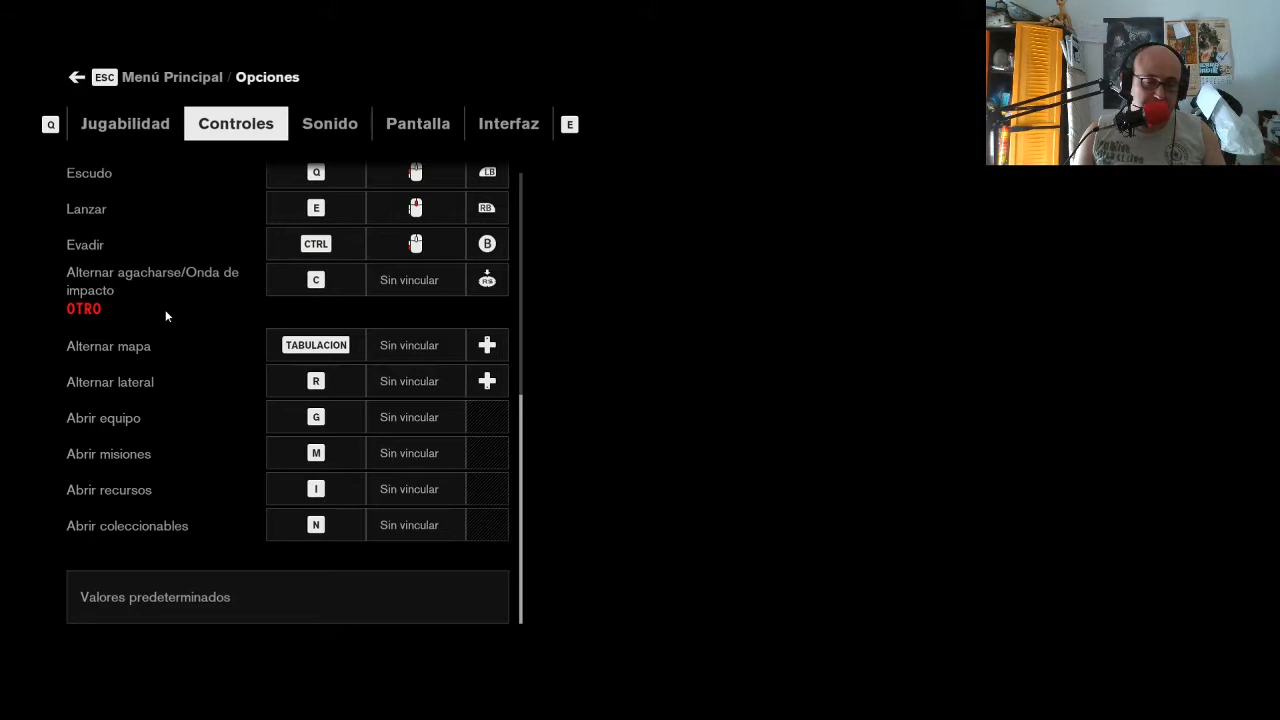 ESC Menú Principal / Opciones
Q Jugabilidad Controles Sonido Pantalla Interfaz E
Escudo Q LB
Lanzar E RB
Evadir CTRL B
Alternar agacharse/Onda de
impacto C Sin vincular RS
OTRO
Alternar mapa TABULACION Sin vincular
Alternar lateral R Sin vincular
Abrir equipo G Sin vincular
Abrir misiones M Sin vincular
Abrir recursos I Sin vincular
Abrir coleccionables N Sin vincular
Valores predeterminados